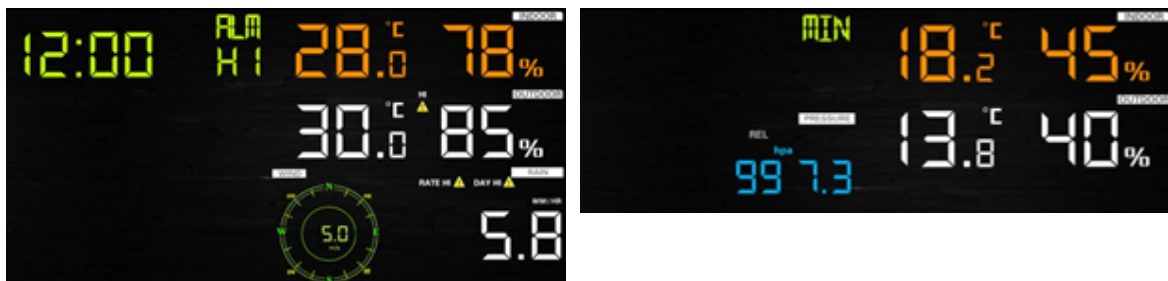 INDOOR
12:00 ALM HI 28.0 °C 78%
OUTDOOR
30.0 °C HI 85%
WIND RAIN
RATE HI DAY HI
MM/HR
N
W 5.0 E
m/s
S
5.8
INDOOR
MIN 18.2 °C 45%
OUTDOOR
PRESSURE
13.8 °C 40%
REL
hpa
997.3